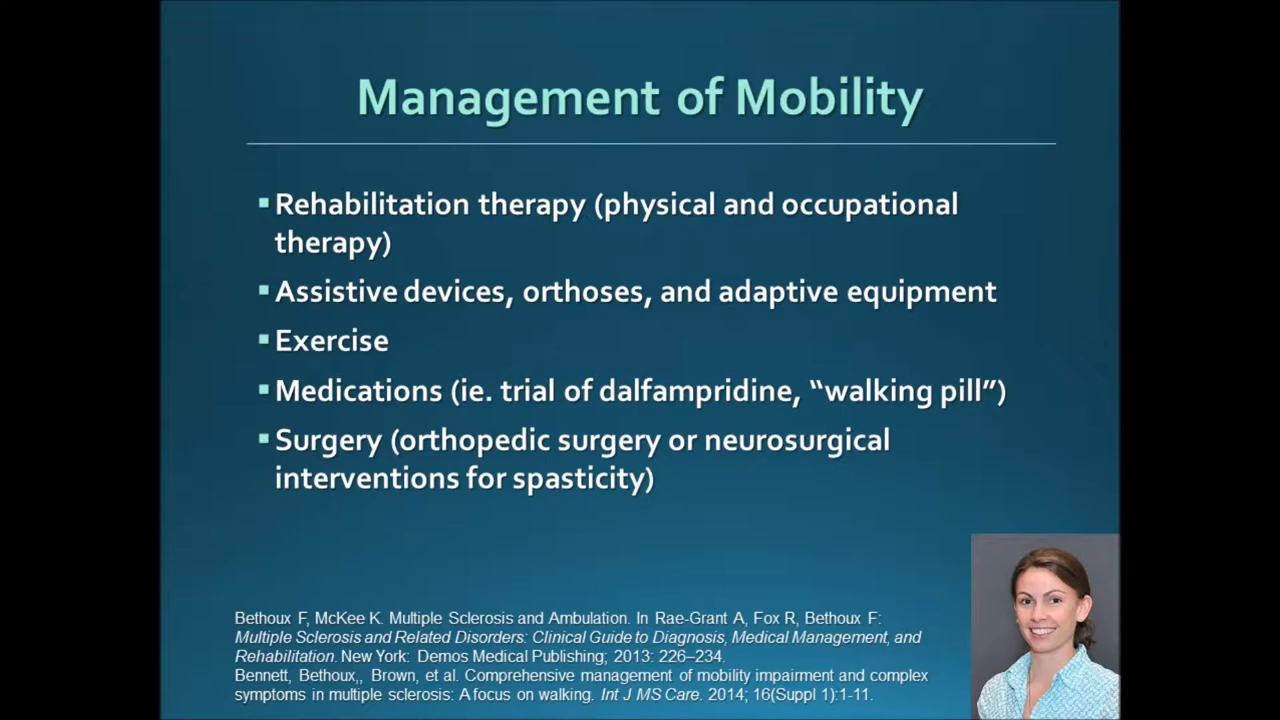 Management of Mobility
▪Rehabilitation therapy (physical and occupational
therapy)
▪Assistive devices, orthoses, and adaptive equipment
▪Exercise
▪Medications (ie. trial of dalfampridine, “walking pill”)
▪Surgery (orthopedic surgery or neurosurgical
interventions for spasticity)
Bethoux F, McKee K. Multiple Sclerosis and Ambulation. In Rae-Grant A, Fox R, Bethoux F:
Multiple Sclerosis and Related Disorders: Clinical Guide to Diagnosis, Medical Management, and
Rehabilitation. New York: Demos Medical Publishing; 2013: 226–234.
Bennett, Bethoux,, Brown, et al. Comprehensive management of mobility impairment and complex
symptoms in multiple sclerosis: A focus on walking. Int J MS Care. 2014; 16(Suppl 1):1-11.